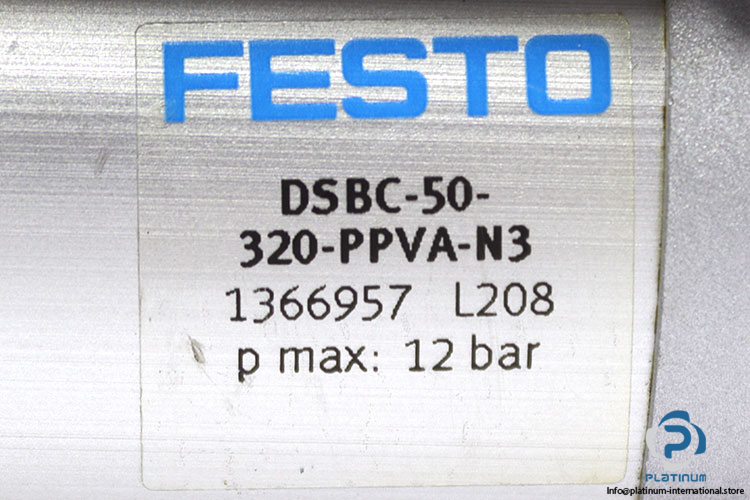 FESTO
DSBC-50-
320-PPVA-N3
1366957 L208
p max: 12 bar
PLATINUM
Info@platinum-international.store